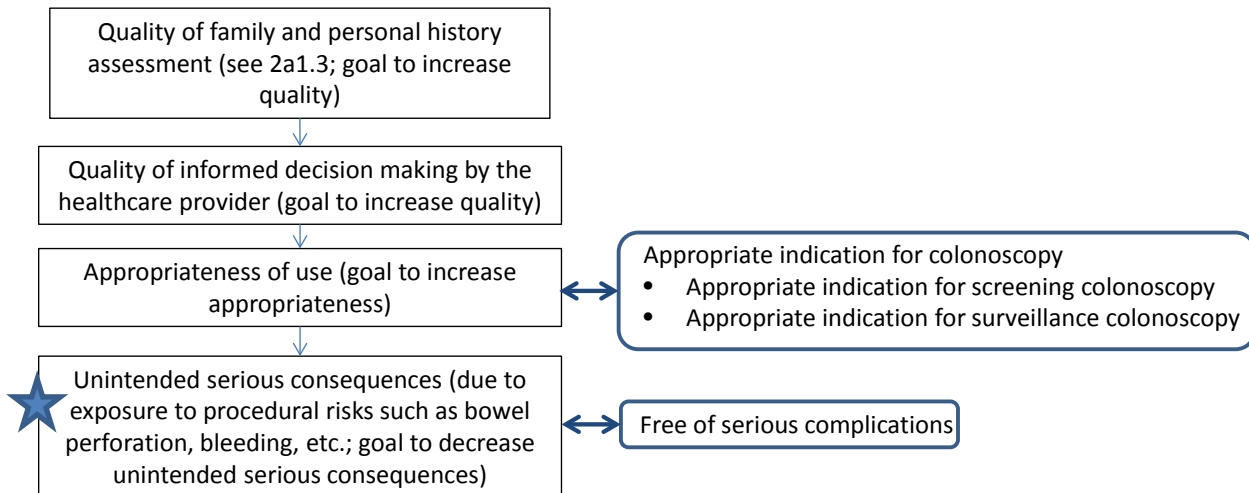 Quality of family and personal history
assessment (see 2a1.3; goal to increase
quality)
Quality of informed decision making by the
healthcare provider (goal to increase quality)
Appropriateness of use (goal to increase
appropriateness)
Appropriate indication for colonoscopy
• Appropriate indication for screening colonoscopy
• Appropriate indication for surveillance colonoscopy
Unintended serious consequences (due to
exposure to procedural risks such as bowel
perforation, bleeding, etc.; goal to decrease
unintended serious consequences)
Free of serious complications